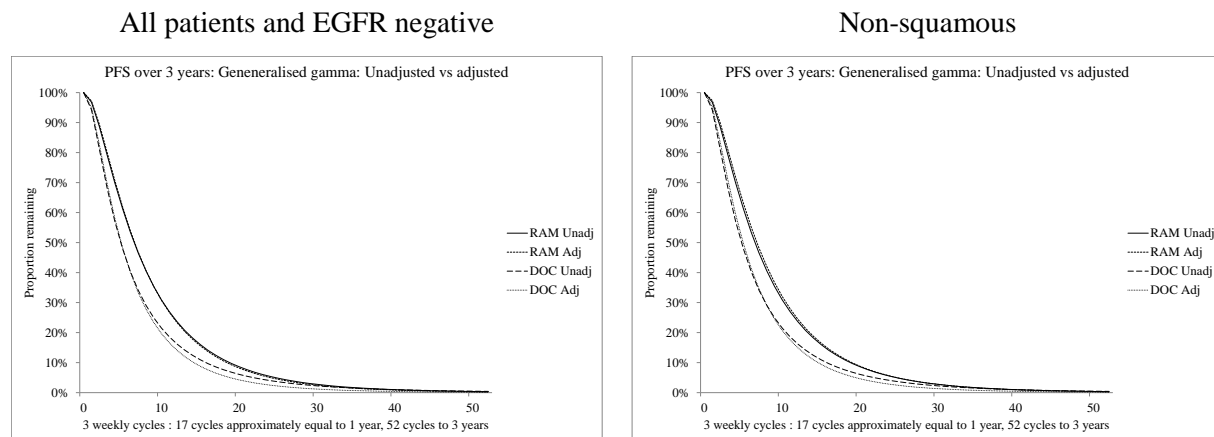 All patients and EGFR negative
PFS over 3 years: Geneneralised gamma: Unadjusted vs adjusted
Proportion remaining
100%
90%
80%
70%
60%
50%
40%
30%
20%
10%
0%
0 10 20 30 40 50
3 weekly cycles : 17 cycles approximately equal to 1 year, 52 cycles to 3 years
RAM Unadj
RAM Adj
DOC Unadj
DOC Adj
Non-squamous
PFS over 3 years: Geneneralised gamma: Unadjusted vs adjusted
Proportion remaining
100%
90%
80%
70%
60%
50%
40%
30%
20%
10%
0%
0 10 20 30 40 50
3 weekly cycles : 17 cycles approximately equal to 1 year, 52 cycles to 3 years
RAM Unadj
RAM Adj
DOC Unadj
DOC Adj